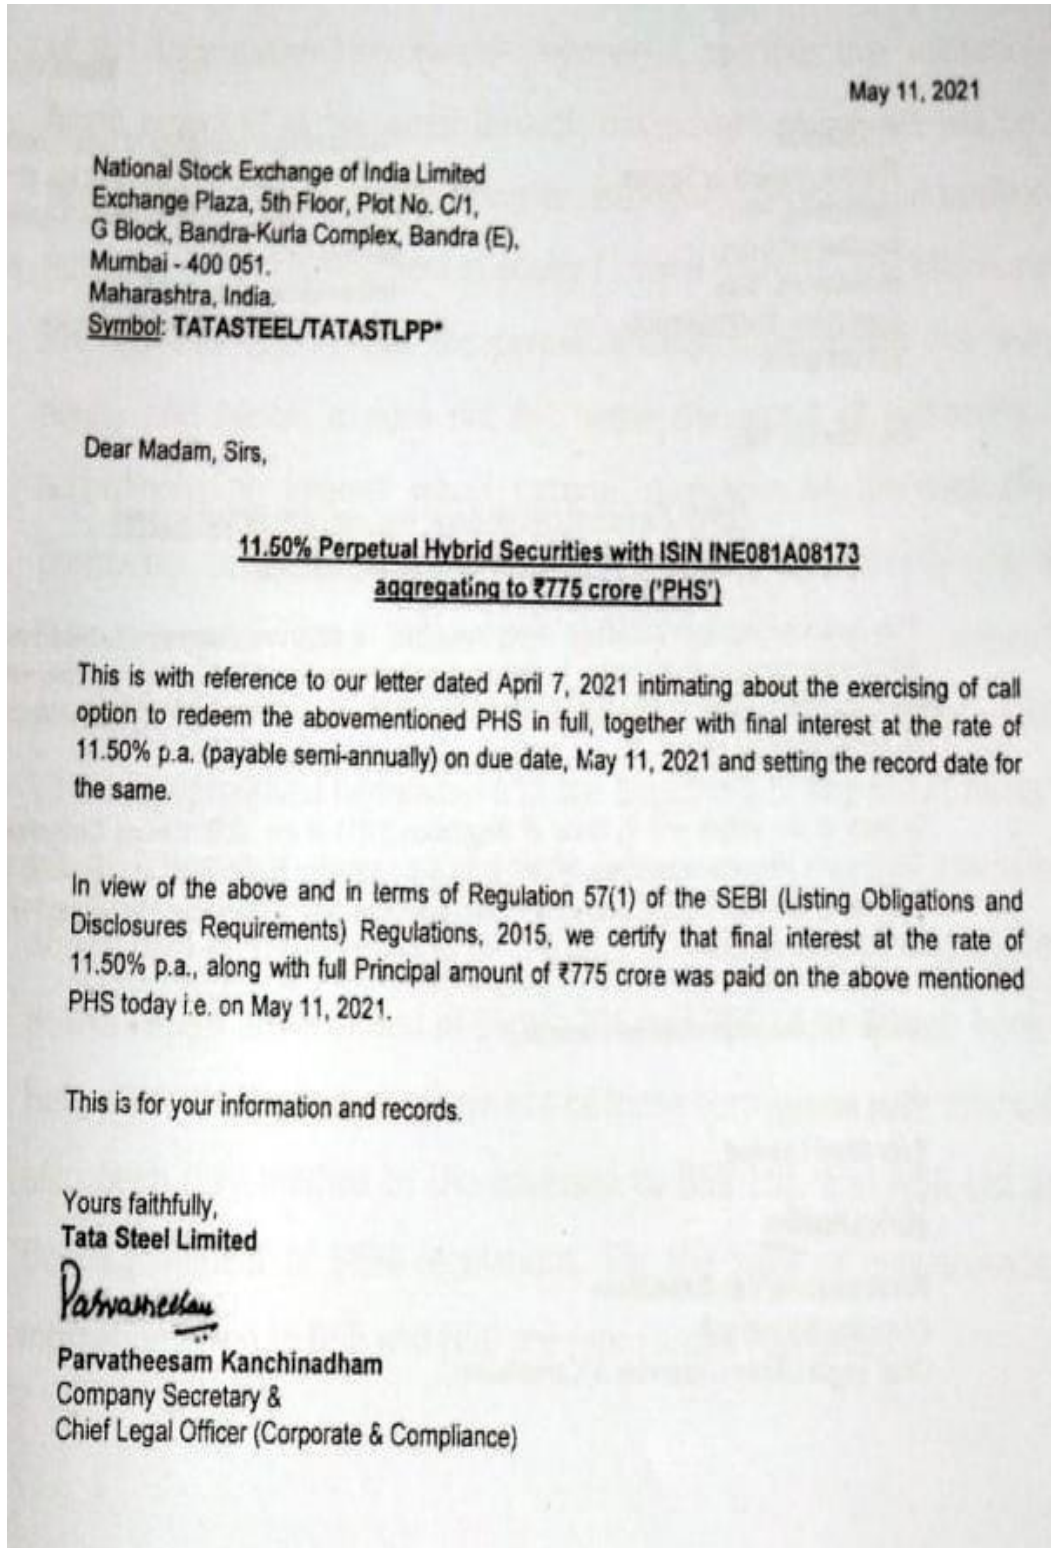 May 11, 2021
National Stock Exchange of India Limited
Exchange Plaza, 5th Floor, Plot No. C/1,
G Block, Bandra-Kurla Complex, Bandra (E),
Mumbai - 400 051.
Maharashtra, India.
Symbol: TATASTEEL/TATASTLPP*
Dear Madam, Sirs,
11.50% Perpetual Hybrid Securities with ISIN INE081A08173
aggregating to ₹775 crore ('PHS')
This is with reference to our letter dated April 7, 2021 intimating about the exercising of call
option to redeem the abovementioned PHS in full, together with final interest at the rate of
11.50% p.a. (payable semi-annually) on due date, May 11, 2021 and setting the record date for
the same.
In view of the above and in terms of Regulation 57(1) of the SEBI (Listing Obligations and
Disclosures Requirements) Regulations, 2015, we certify that final interest at the rate of
11.50% p.a., along with full Principal amount of ₹775 crore was paid on the above mentioned
PHS today i.e. on May 11, 2021.
This is for your information and records.
Yours faithfully,
Tata Steel Limited
Parvatheesam Kanchinadham
Company Secretary &
Chief Legal Officer (Corporate & Compliance)